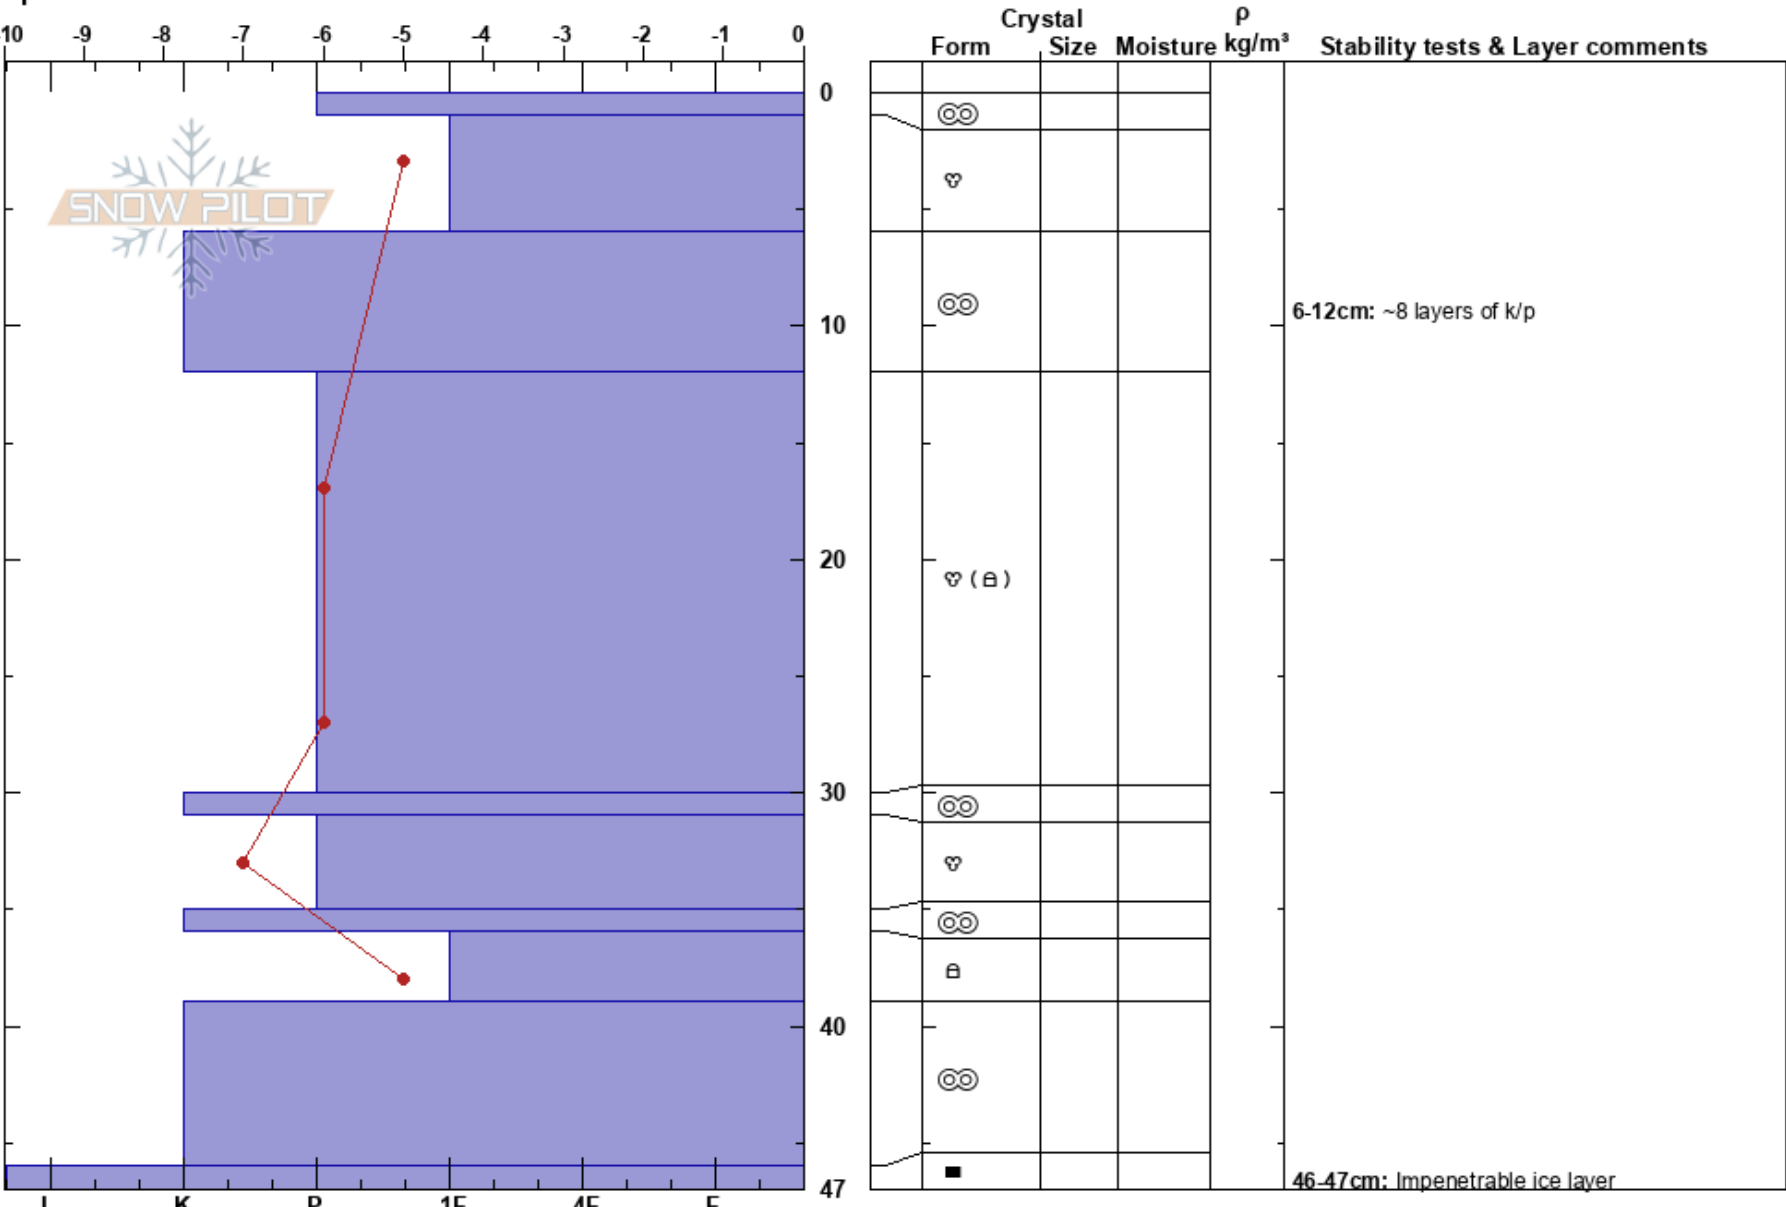 Crystal ρ
-10 -9 -8 -7 -6 -5 -4 -3 -2 -1 0 Form Size Moisture kg/m³ Stability tests & Layer comments
0
SNOW PILOT
10 6-12cm: ~8 layers of k/p
20
( )
30
40
47 46-47cm: Impenetrable ice layer
I K P 1F 4F F